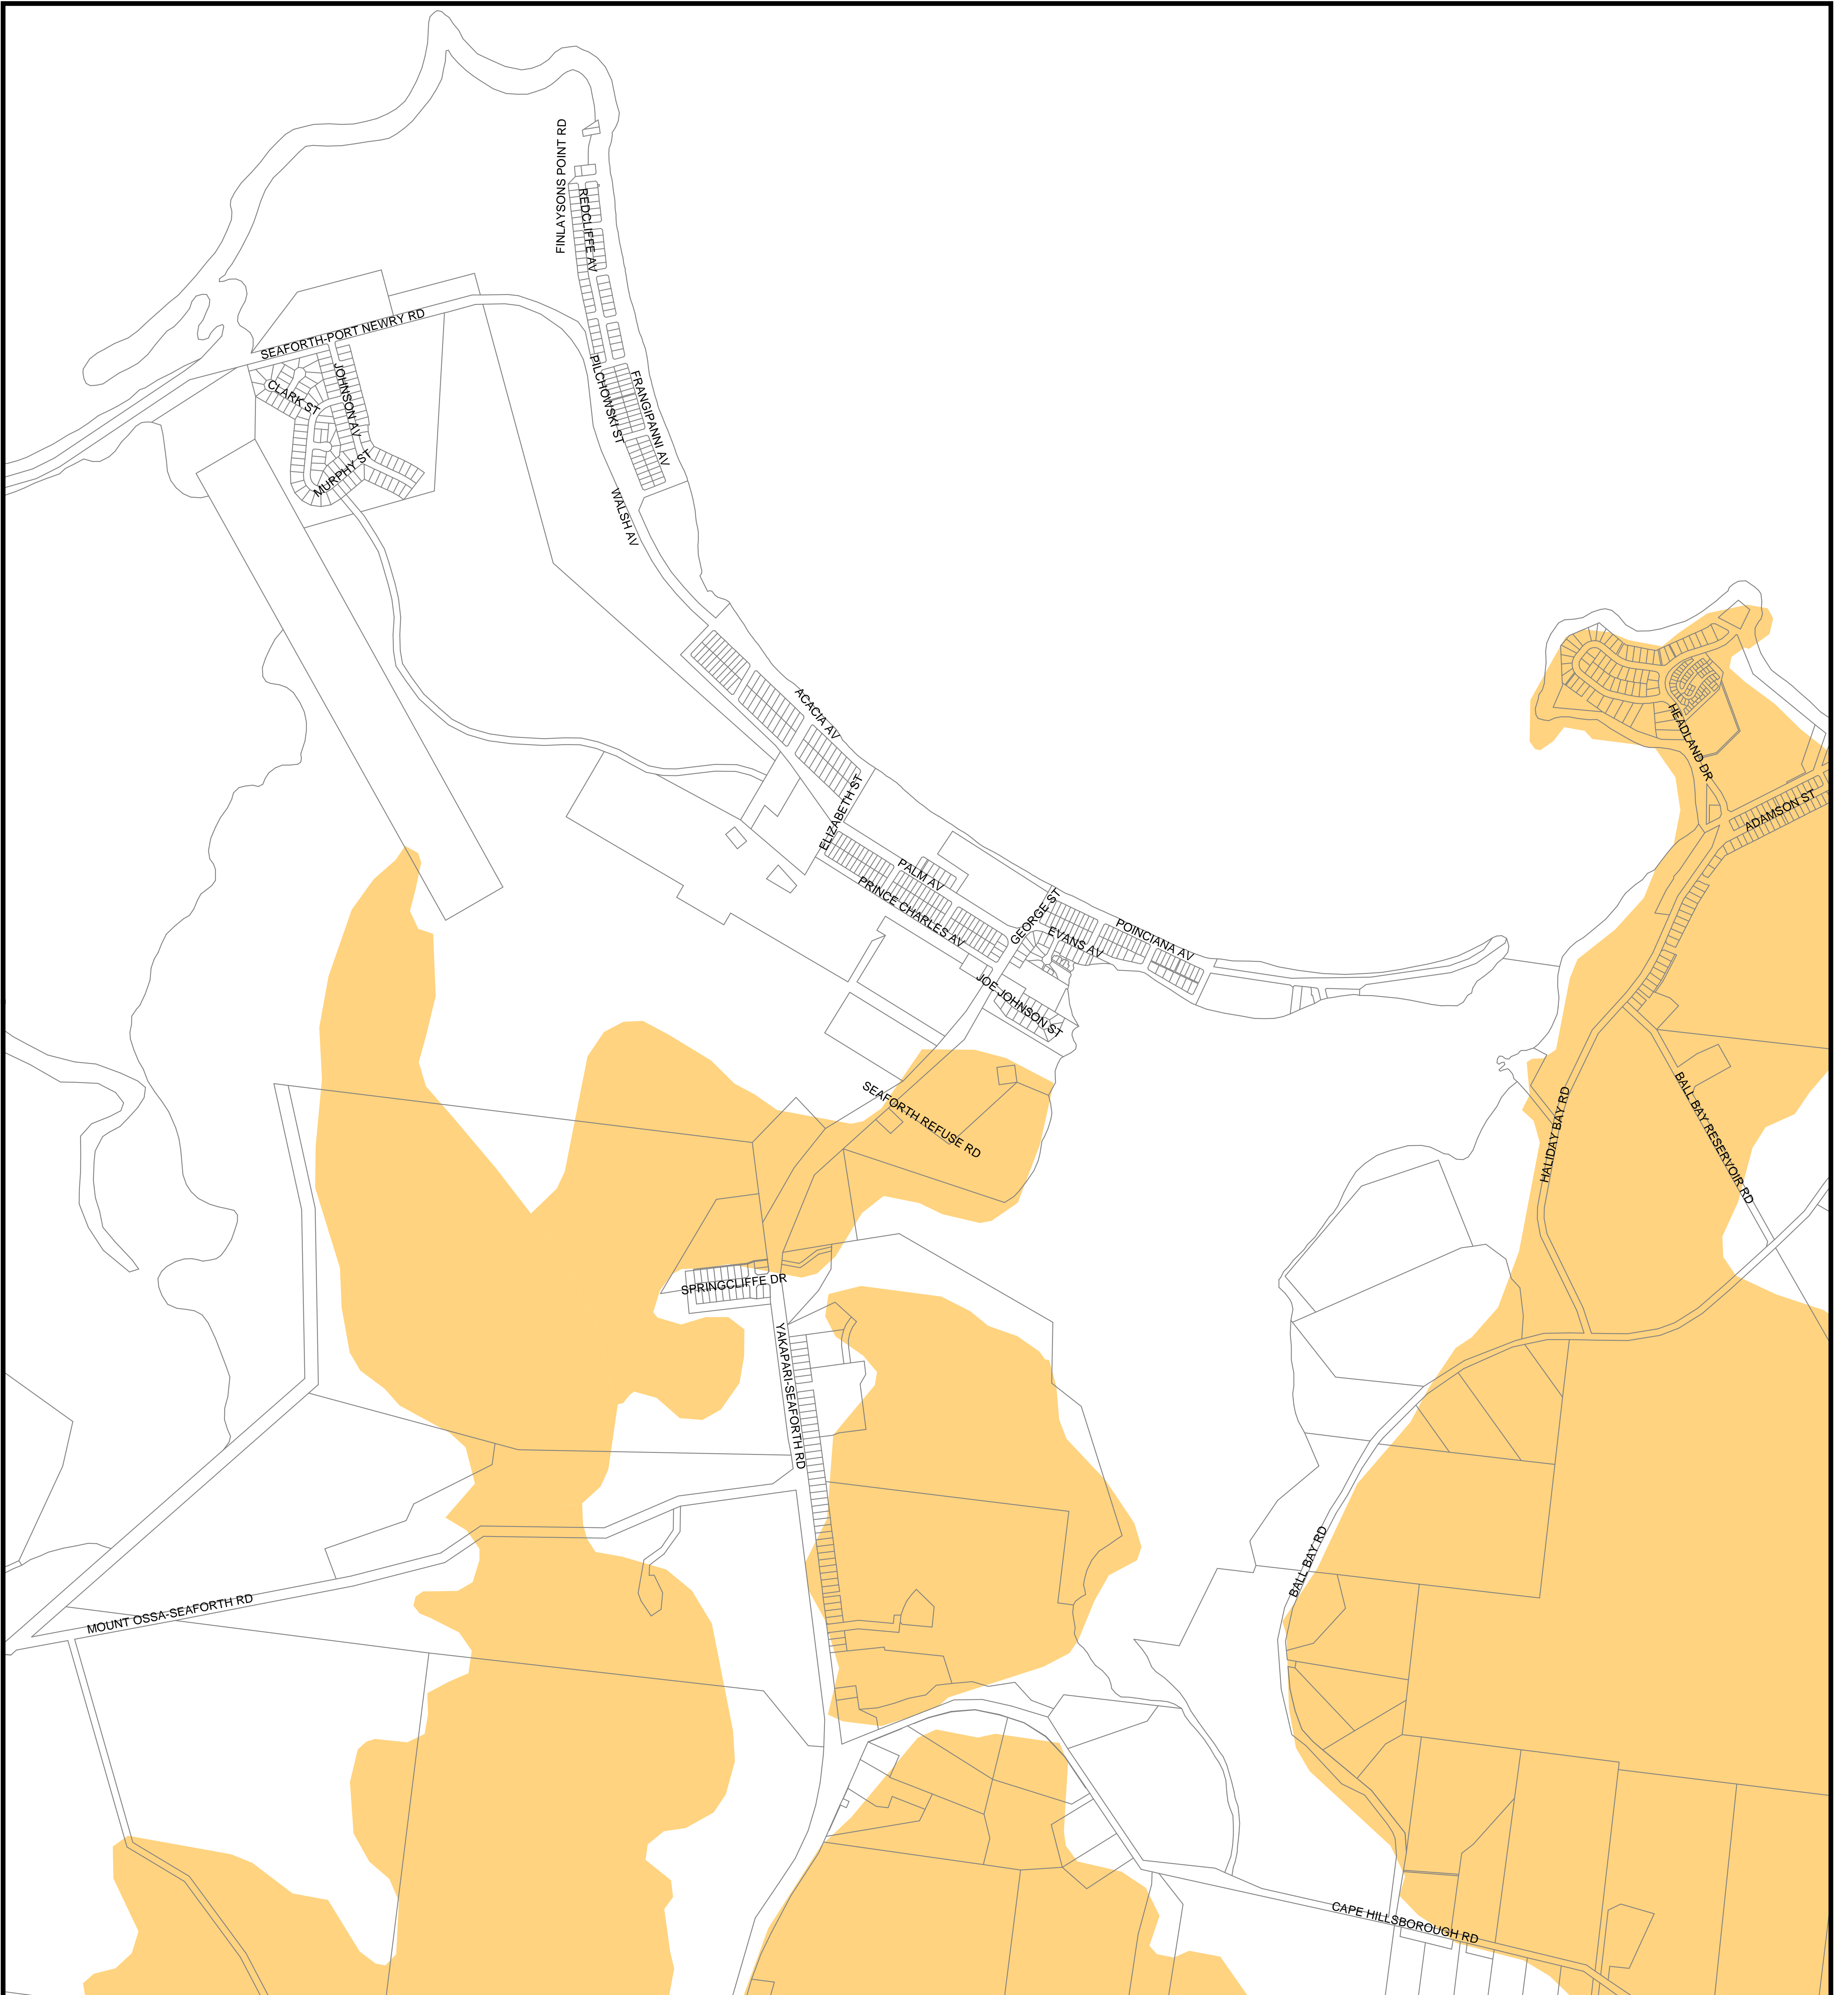 FINLAYSONS POINT RD
REDCLIFFE AV
SEAFORTH-PORT NEWRY RD
CLARK ST
JOHNSON AV
PILCHOWSKI ST
FRANGIPANNI AV
MURPHY ST
WALSH AV
ACACIA AV
HEADLAND DR
ELIZABETH ST
ADAMSON ST
PALM AV
PRINCE CHARLES AV
GEORGE ST
EVANS AV
POINCIANA AV
JOE JOHNSON ST
SEAFORTH REFUSE RD
HALIDAY BAY RD
BALL BAY RESERVOIR RD
SPRINGCLIFFE DR
YAKAPARI-SEAFORTH RD
BALL BAY RD
MOUNT OSSA-SEAFORTH RD
CAPE HILLSBOROUGH RD